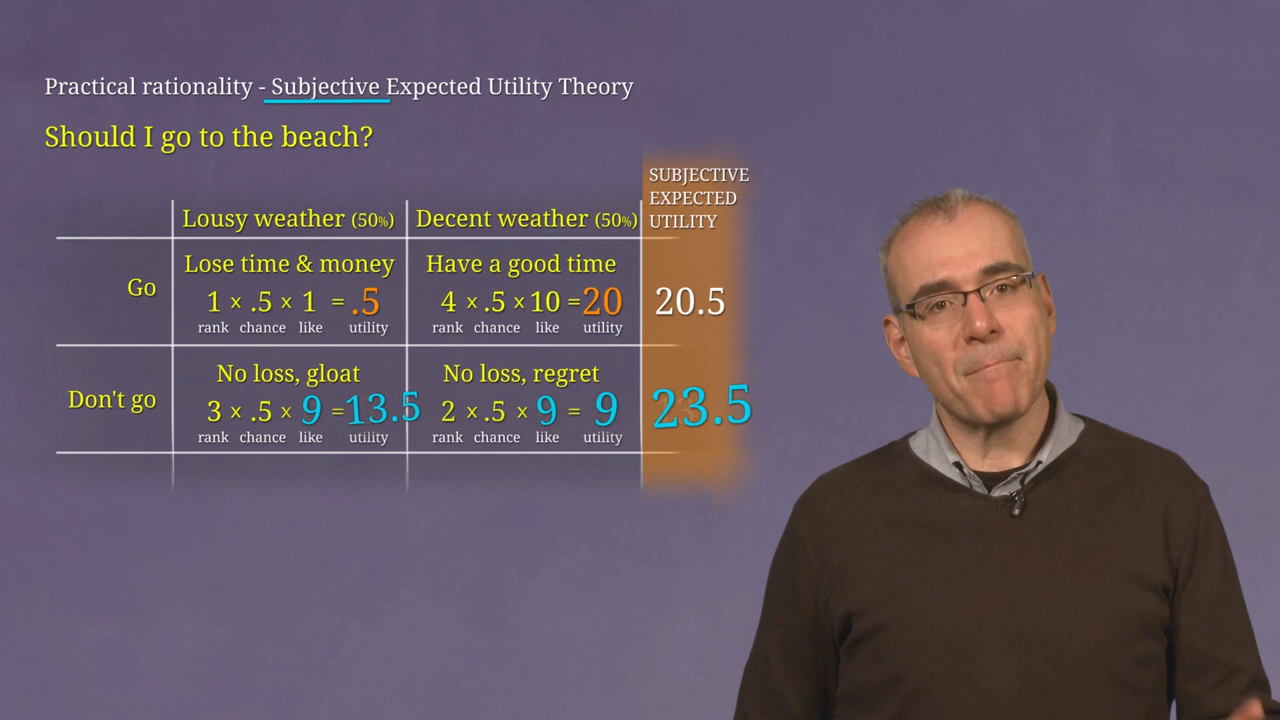 Practical rationality - Subjective Expected Utility Theory
Should I go to the beach?
SUBJECTIVE
EXPECTED
UTILITY
Lousy weather (50%)
Decent weather (50%)
Go
Lose time & money
1 × .5 × 1 = .5
rank chance like utility
Have a good time
4 × .5 × 10 = 20
rank chance like utility
20.5
Don't go
No loss, gloat
3 × .5 × 9 = 13.5
rank chance like utility
No loss, regret
2 × .5 × 9 = 9
rank chance like utility
23.5